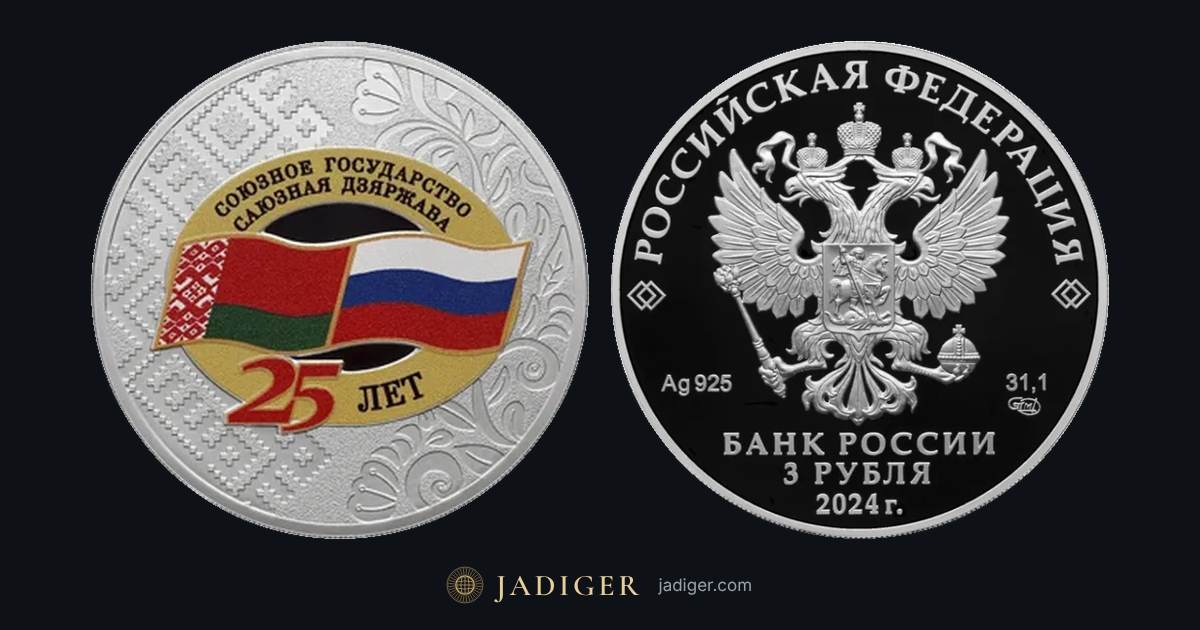 СОЮЗНОЕ ГОСУДАРСТВО
САЮЗНАЯ ДЗЯРЖАВА
25 ЛЕТ
РОССИЙСКАЯ ФЕДЕРАЦИЯ
Ag 925
31,1
БАНК РОССИИ
3 РУБЛЯ
2024 г.
JADIGER
jadiger.com